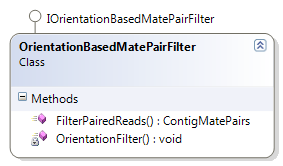 IOrientationBasedMatePairFilter
OrientationBasedMatePairFilter
Class
Methods
FilterPairedReads() : ContigMatePairs
OrientationFilter() : void